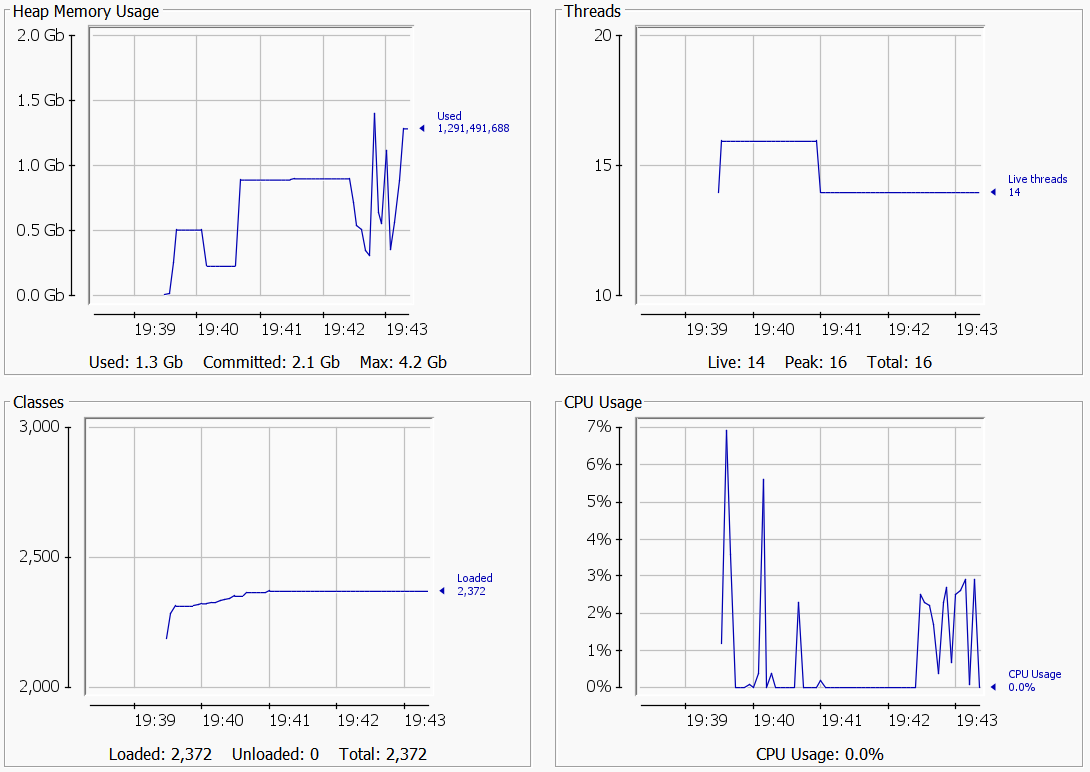 Heap Memory Usage
2.0 Gb
1.5 Gb
1.0 Gb
0.5 Gb
0.0 Gb
Used
1,291,491,688
19:39 19:40 19:41 19:42 19:43
Used: 1.3 Gb Committed: 2.1 Gb Max: 4.2 Gb
Threads
20
15
10
Live threads
14
19:39 19:40 19:41 19:42 19:43
Live: 14 Peak: 16 Total: 16
Classes
3,000
2,500
2,000
Loaded
2,372
19:39 19:40 19:41 19:42 19:43
Loaded: 2,372 Unloaded: 0 Total: 2,372
CPU Usage
7%
6%
5%
4%
3%
2%
1%
0%
CPU Usage
0.0%
19:39 19:40 19:41 19:42 19:43
CPU Usage: 0.0%